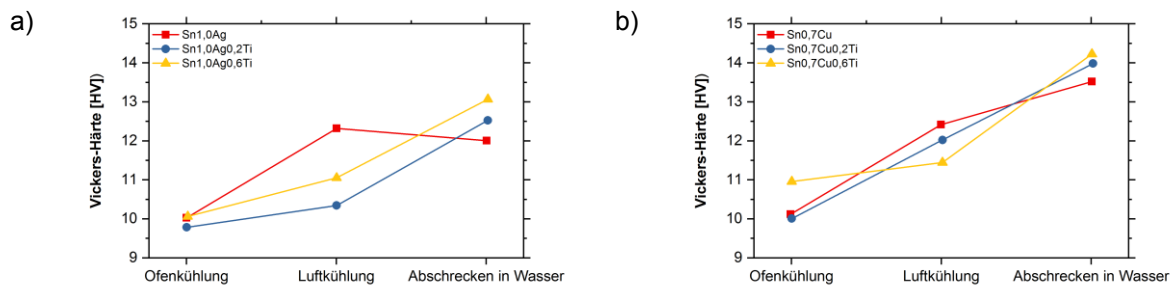 a)
Vickers-Härte [HV])
15
14
13
12
11
10
9
Sn1,0Ag
Sn1,0Ag0,2Ti
Sn1,0Ag0,6Ti
Ofenkühlung
Luftkühlung
Abschrecken in Wasser
b)
Vickers-Härte [HV])
15
14
13
12
11
10
9
Sn0,7Cu
Sn0,7Cu0,2Ti
Sn0,7Cu0,6Ti
Ofenkühlung
Luftkühlung
Abschrecken in Wasser